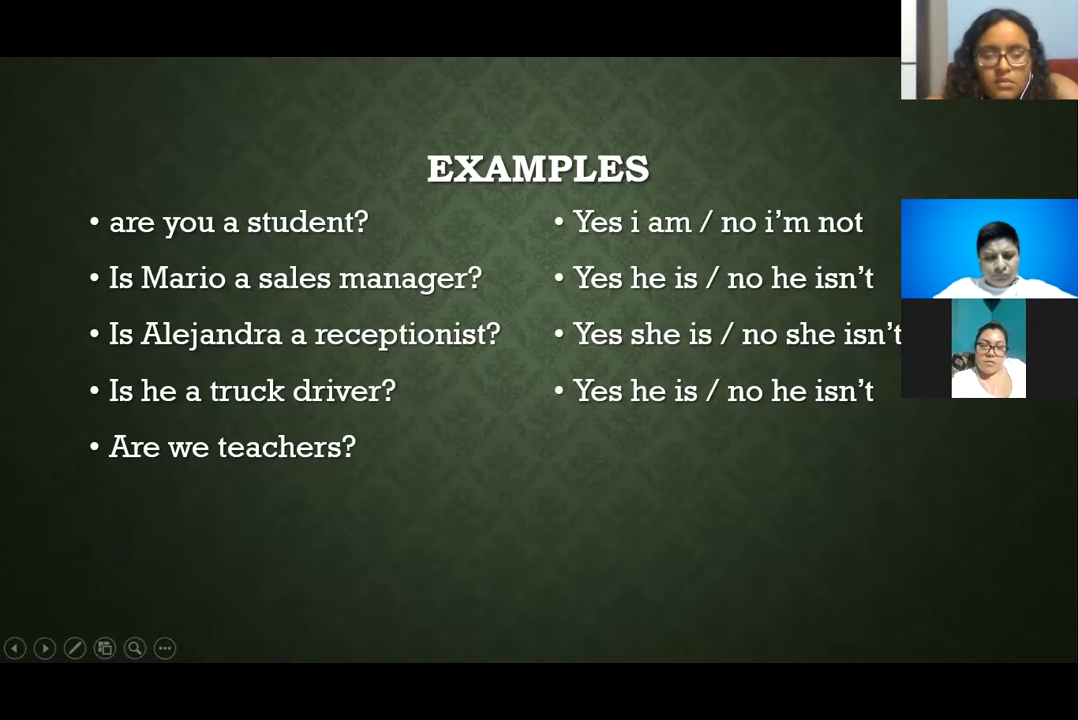 EXAMPLES
• are you a student?
• Yes i am / no i'm not
• Is Mario a sales manager?
• Yes he is / no he isn't
• Is Alejandra a receptionist?
• Yes she is / no she isn't
• Is he a truck driver?
• Yes he is / no he isn't
• Are we teachers?